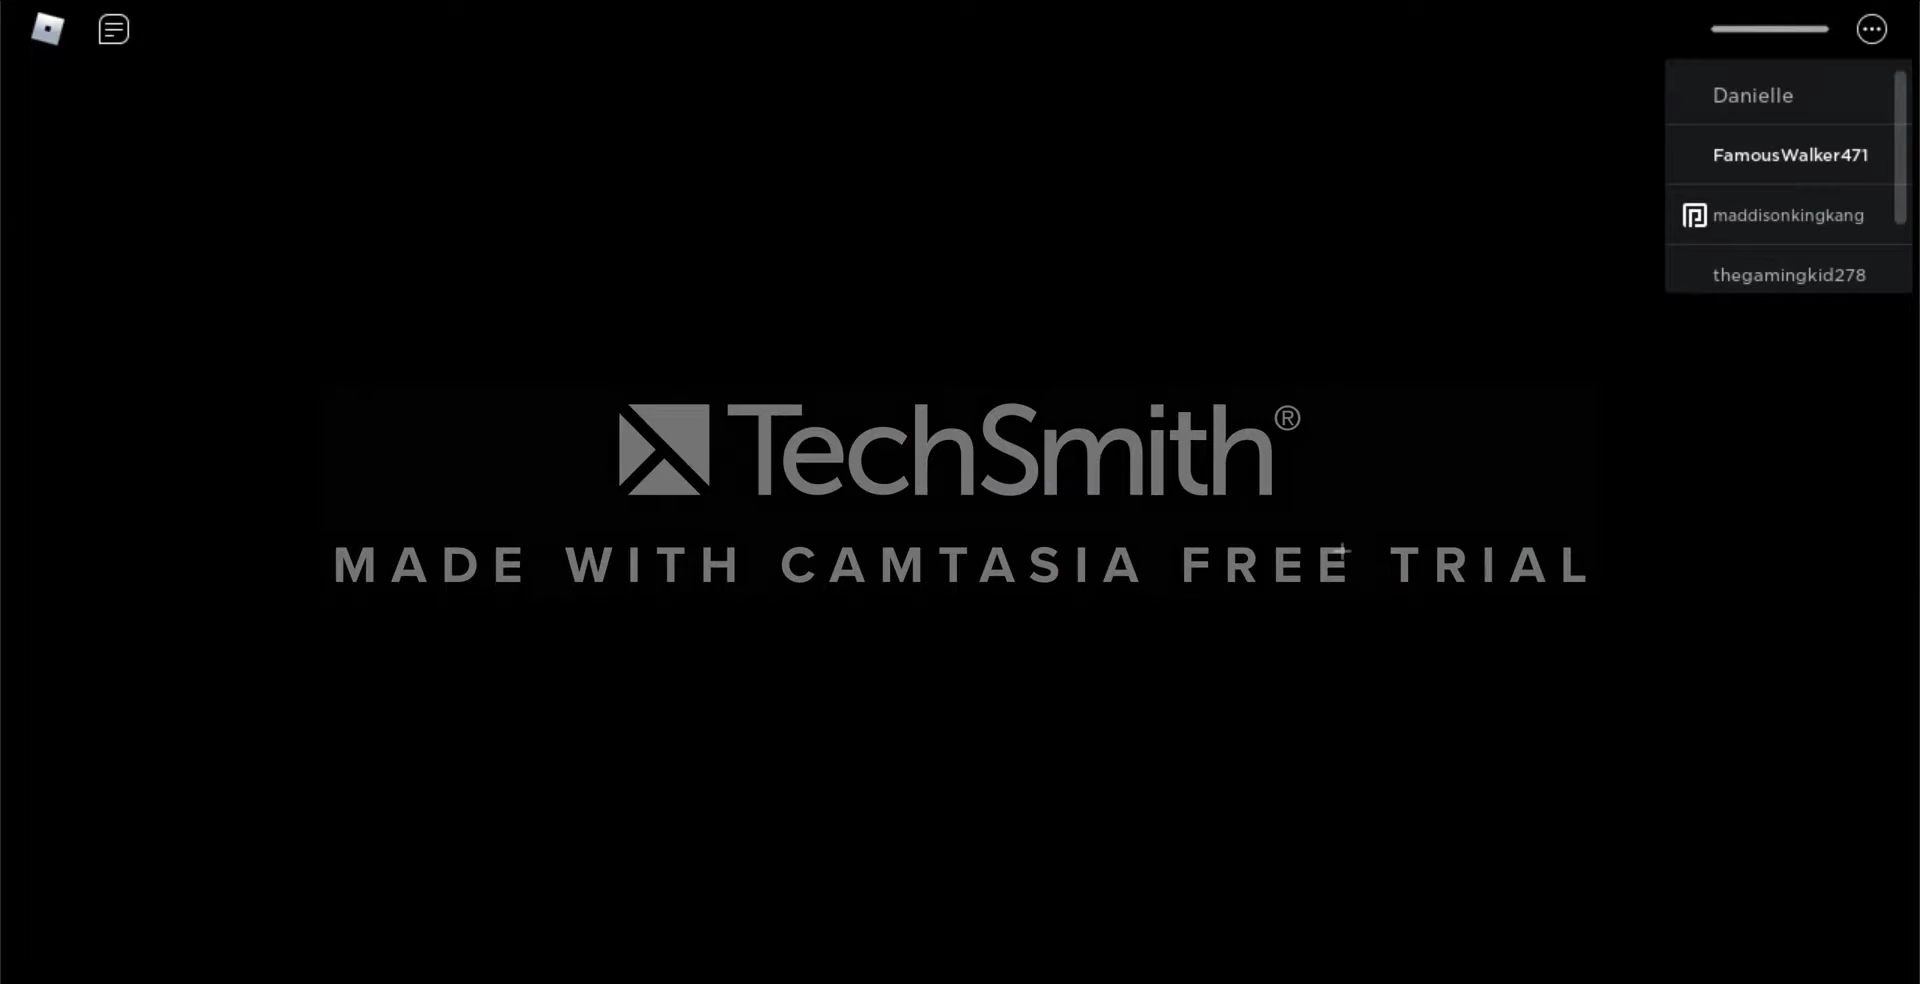 Danielle
FamousWalker471
maddisonkingkang
thegamingkid278
TechSmith®
MADE WITH CAMTASIA FREE TRIAL